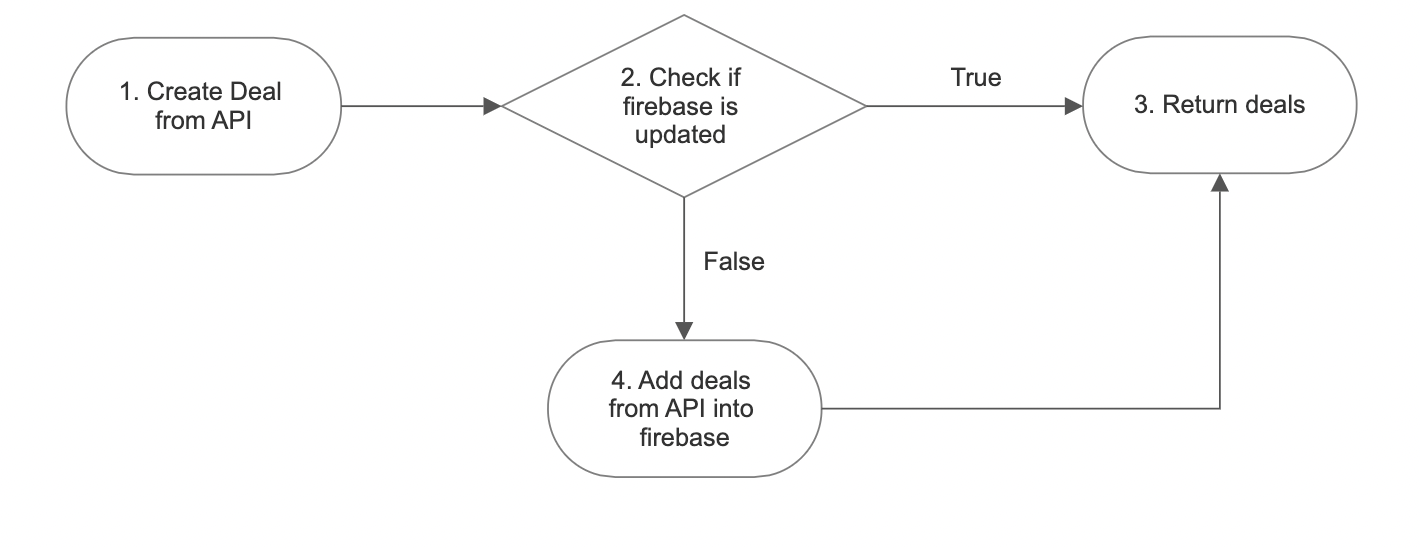 1. Create Deal
from API
2. Check if
firebase is
updated
True
3. Return deals
False
4. Add deals
from API into
firebase